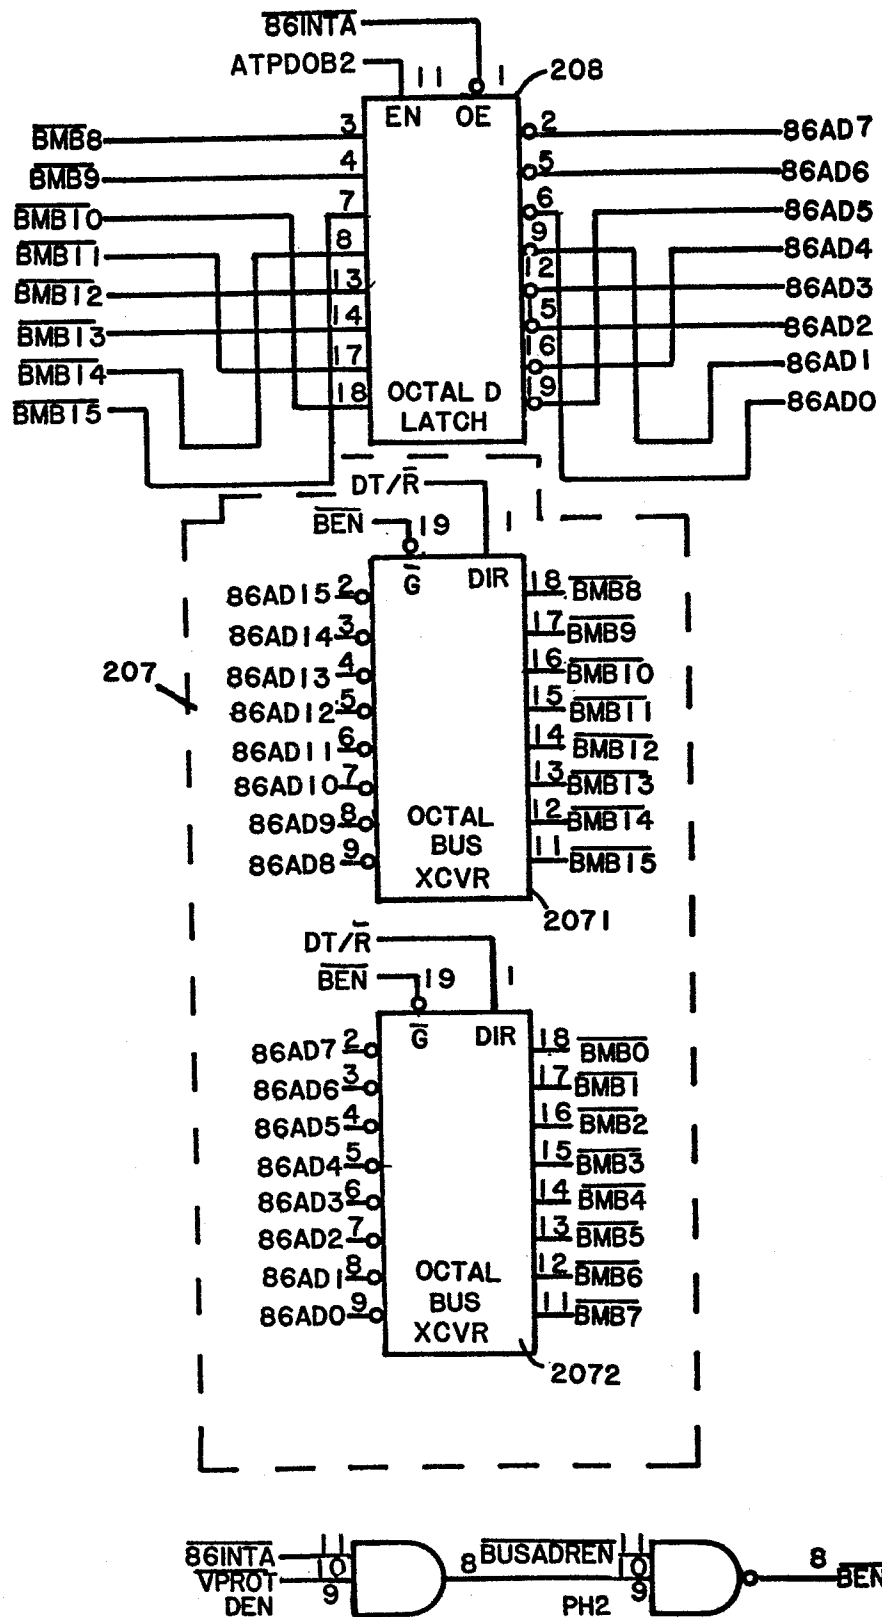 86INTA
ATPDOB2 11 1 208
EN OE
BMB8 3 2 86AD7
BMB9 4 5 86AD6
BMB10 7 6 86AD5
BMB11 8 9 86AD4
BMB12 13 12 86AD3
BMB13 14 15 86AD2
BMB14 17 16 86AD1
BMB15 18 19 86AD0
OCTAL D
LATCH
DT/R
BEN 19 1
G DIR
86AD15 2 18 BMB8
86AD14 3 17 BMB9
86AD13 4 16 BMB10
207
86AD12 5 15 BMB11
86AD11 6 14 BMB12
86AD10 7 13 BMB13
86AD9 8 12 BMB14
86AD8 9 11 BMB15
OCTAL
BUS
XCVR
2071
DT/R
BEN 19 1
G DIR
86AD7 2 18 BMB0
86AD6 3 17 BMB1
86AD5 4 16 BMB2
86AD4 5 15 BMB3
86AD3 6 14 BMB4
86AD2 7 13 BMB5
86AD1 8 12 BMB6
86AD0 9 11 BMB7
OCTAL
BUS
XCVR
2072
86INTA 11
VPROT 10
DEN 9
8 BUSADREN 11
10
PH2 9
8 BEN